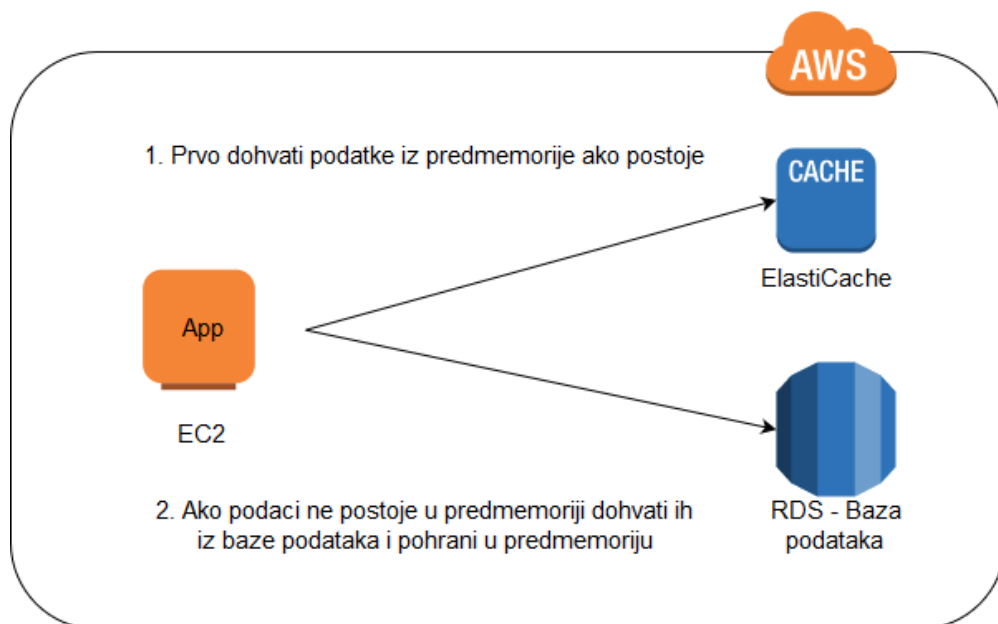 AWS
1. Prvo dohvati podatke iz predmemorije ako postoje
CACHE
ElastiCache
App
EC2
2. Ako podaci ne postoje u predmemoriji dohvati ih
iz baze podataka i pohrani u predmemoriju
RDS - Baza
podataka